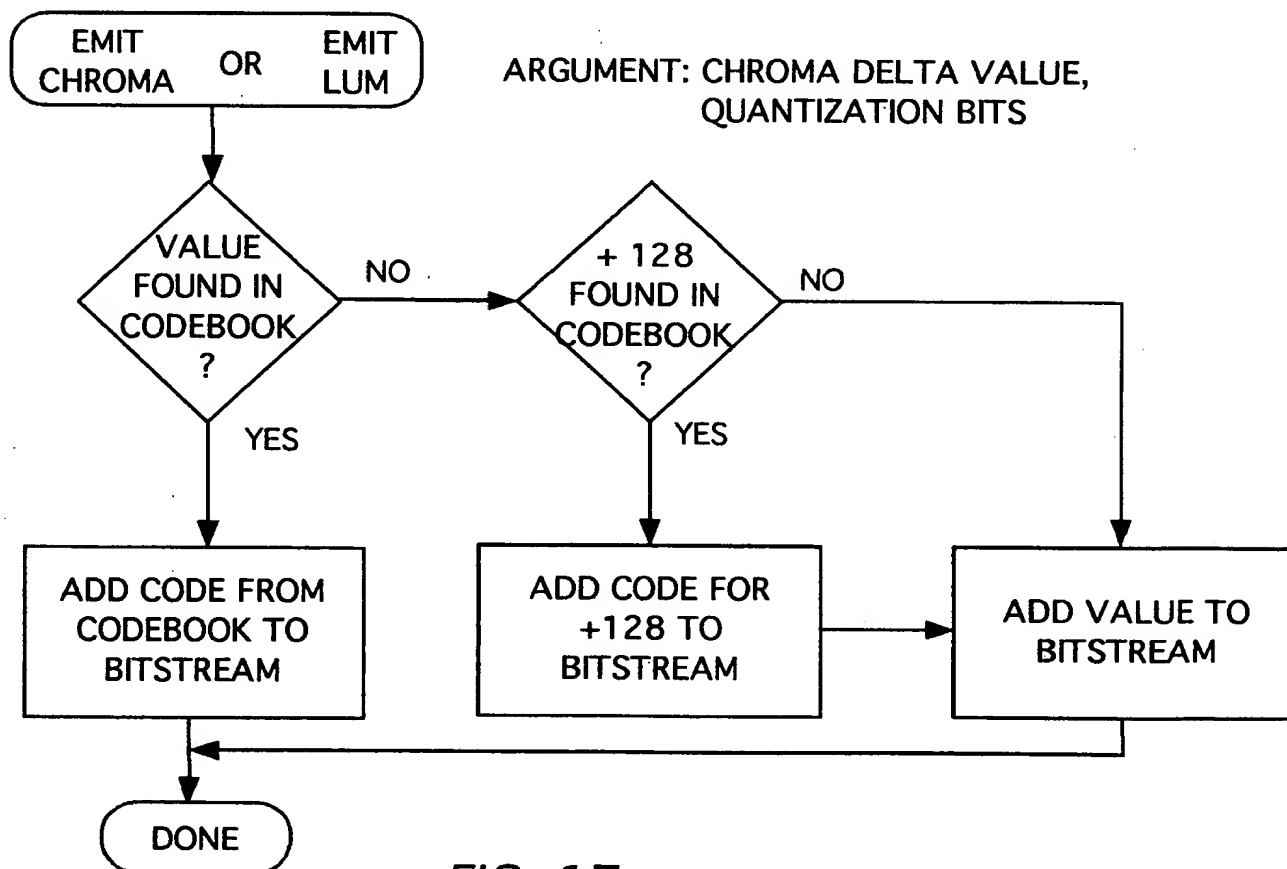 EMIT
CHROMA
OR
EMIT
LUM
ARGUMENT: CHROMA DELTA VALUE,
QUANTIZATION BITS
VALUE
FOUND IN
CODEBOOK
?
NO
+ 128
FOUND IN
CODEBOOK
?
NO
YES
YES
ADD CODE FROM
CODEBOOK TO
BITSTREAM
ADD CODE FOR
+128 TO
BITSTREAM
ADD VALUE TO
BITSTREAM
DONE